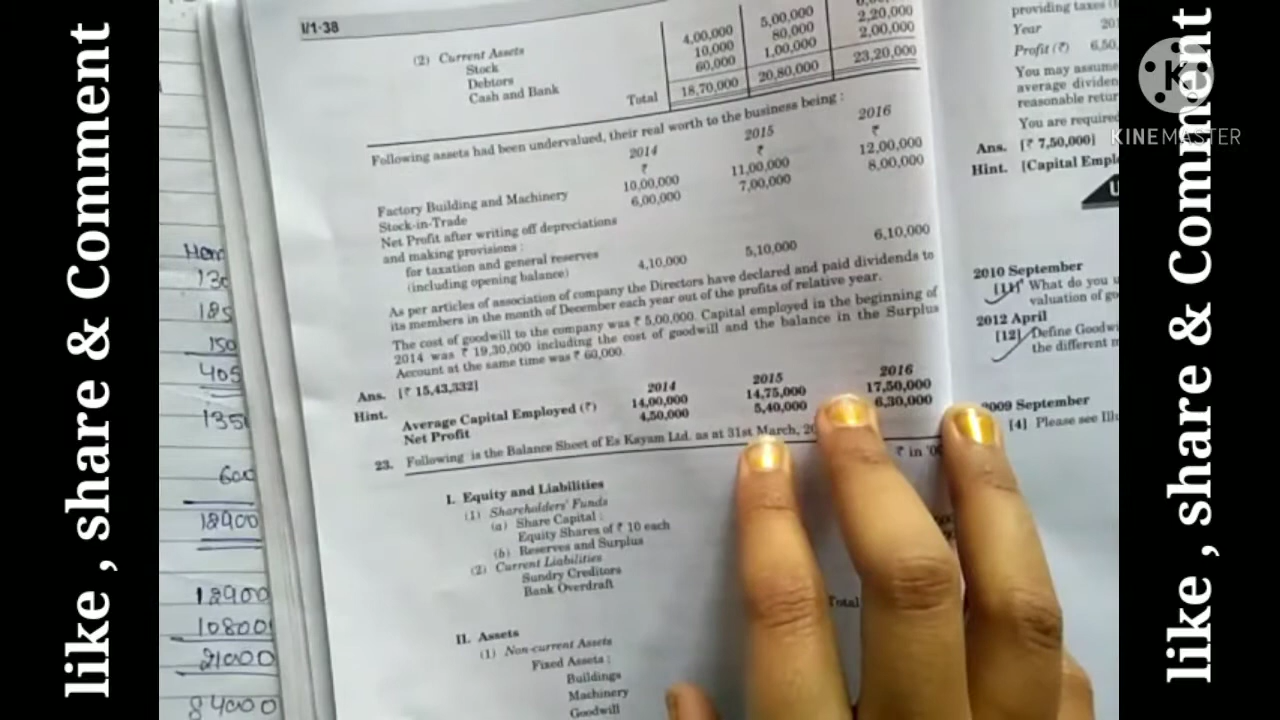 like , share & Comment
I/1-38
(2) Current Assets
Stock 4,00,000 5,00,000 2,20,000
Debtors 10,000 80,000 2,00,000
Cash and Bank 60,000 1,00,000
Total 18,70,000 20,80,000 23,20,000
Following assets had been undervalued, their real worth to the business being :
2014 2015 2016
₹ ₹ ₹
Factory Building and Machinery 10,00,000 11,00,000 12,00,000
Stock-in-Trade 6,00,000 7,00,000 8,00,000
Net Profit after writing off depreciations
and making provisions :
for taxation and general reserves
(including opening balance) 4,10,000 5,10,000 6,10,000
As per articles of association of company the Directors have declared and paid dividends to
its members in the month of December each year out of the profits of relative year.
The cost of goodwill to the company was ₹ 5,00,000. Capital employed in the beginning of
2014 was ₹ 19,30,000 including the cost of goodwill and the balance in the Surplus
Account at the same time was ₹ 60,000.
Ans. [₹ 15,43,332]
Hint. 2014 2015 2016
Average Capital Employed (₹) 14,00,000 14,75,000 17,50,000
Net Profit 4,50,000 5,40,000 6,30,000
23. Following is the Balance Sheet of Es Kayam Ltd. as at 31st March, 20
₹ in '00
I. Equity and Liabilities
(1) Shareholders' Funds
(a) Share Capital :
Equity Shares of ₹ 10 each
(b) Reserves and Surplus
(2) Current Liabilities
Sundry Creditors
Bank Overdraft
Total
II. Assets
(1) Non-current Assets
Fixed Assets :
Buildings
Machinery
Goodwill
providing taxes
Year 20
Profit (₹) 6,50,
You may assume
average dividen
reasonable retur
You are required
Ans. [₹ 7,50,000]
Hint. [Capital Empl
2010 September
[11] What do you u
valuation of go
2012 April
[12] Define Goodwi
the different m
2009 September
[4] Please see Illu
130
185
150
405
1350
600
18900
18900
10800
21000
84000
K
KINEMASTER
like , share & Comment